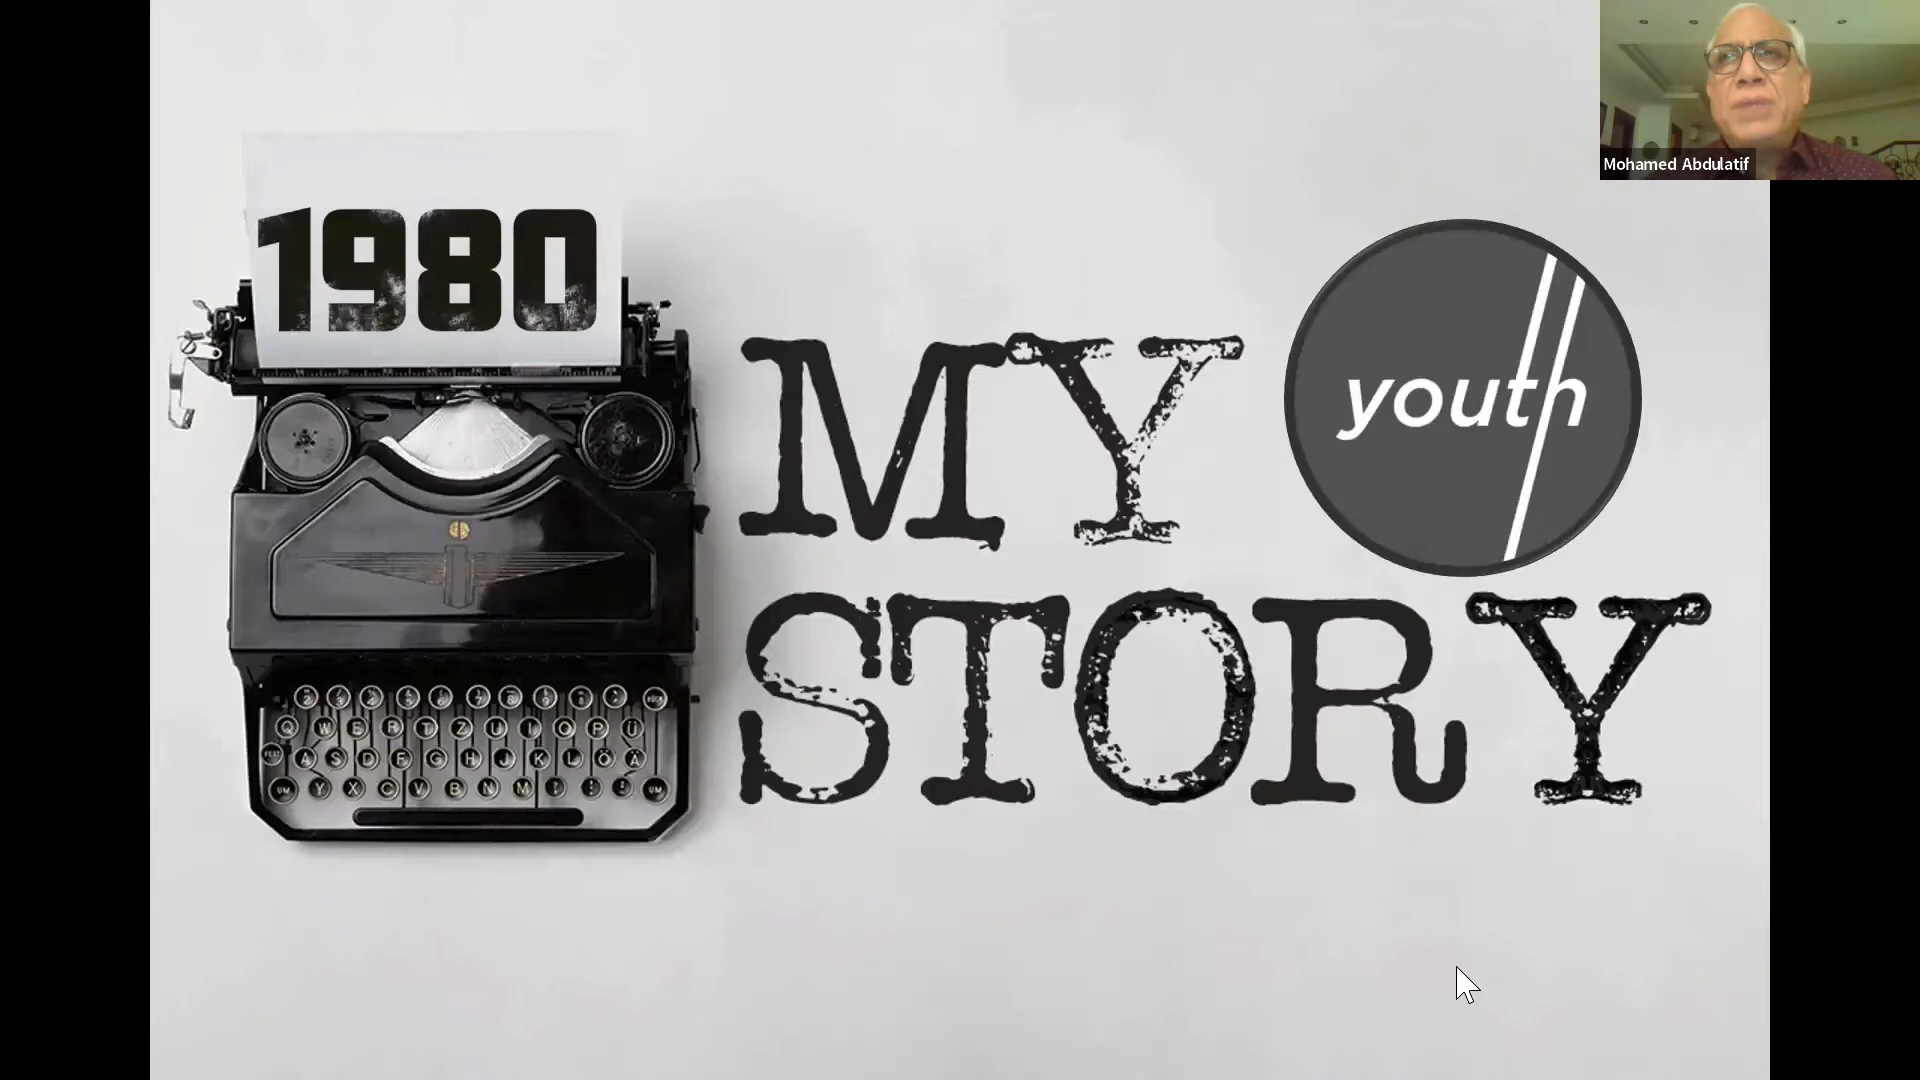 Mohamed Abdulatif
1980
MY
youth
STORY
Q W E R T Z U I O P Ü
A S D F G H J K L Ö Ä
Y X C V B N M